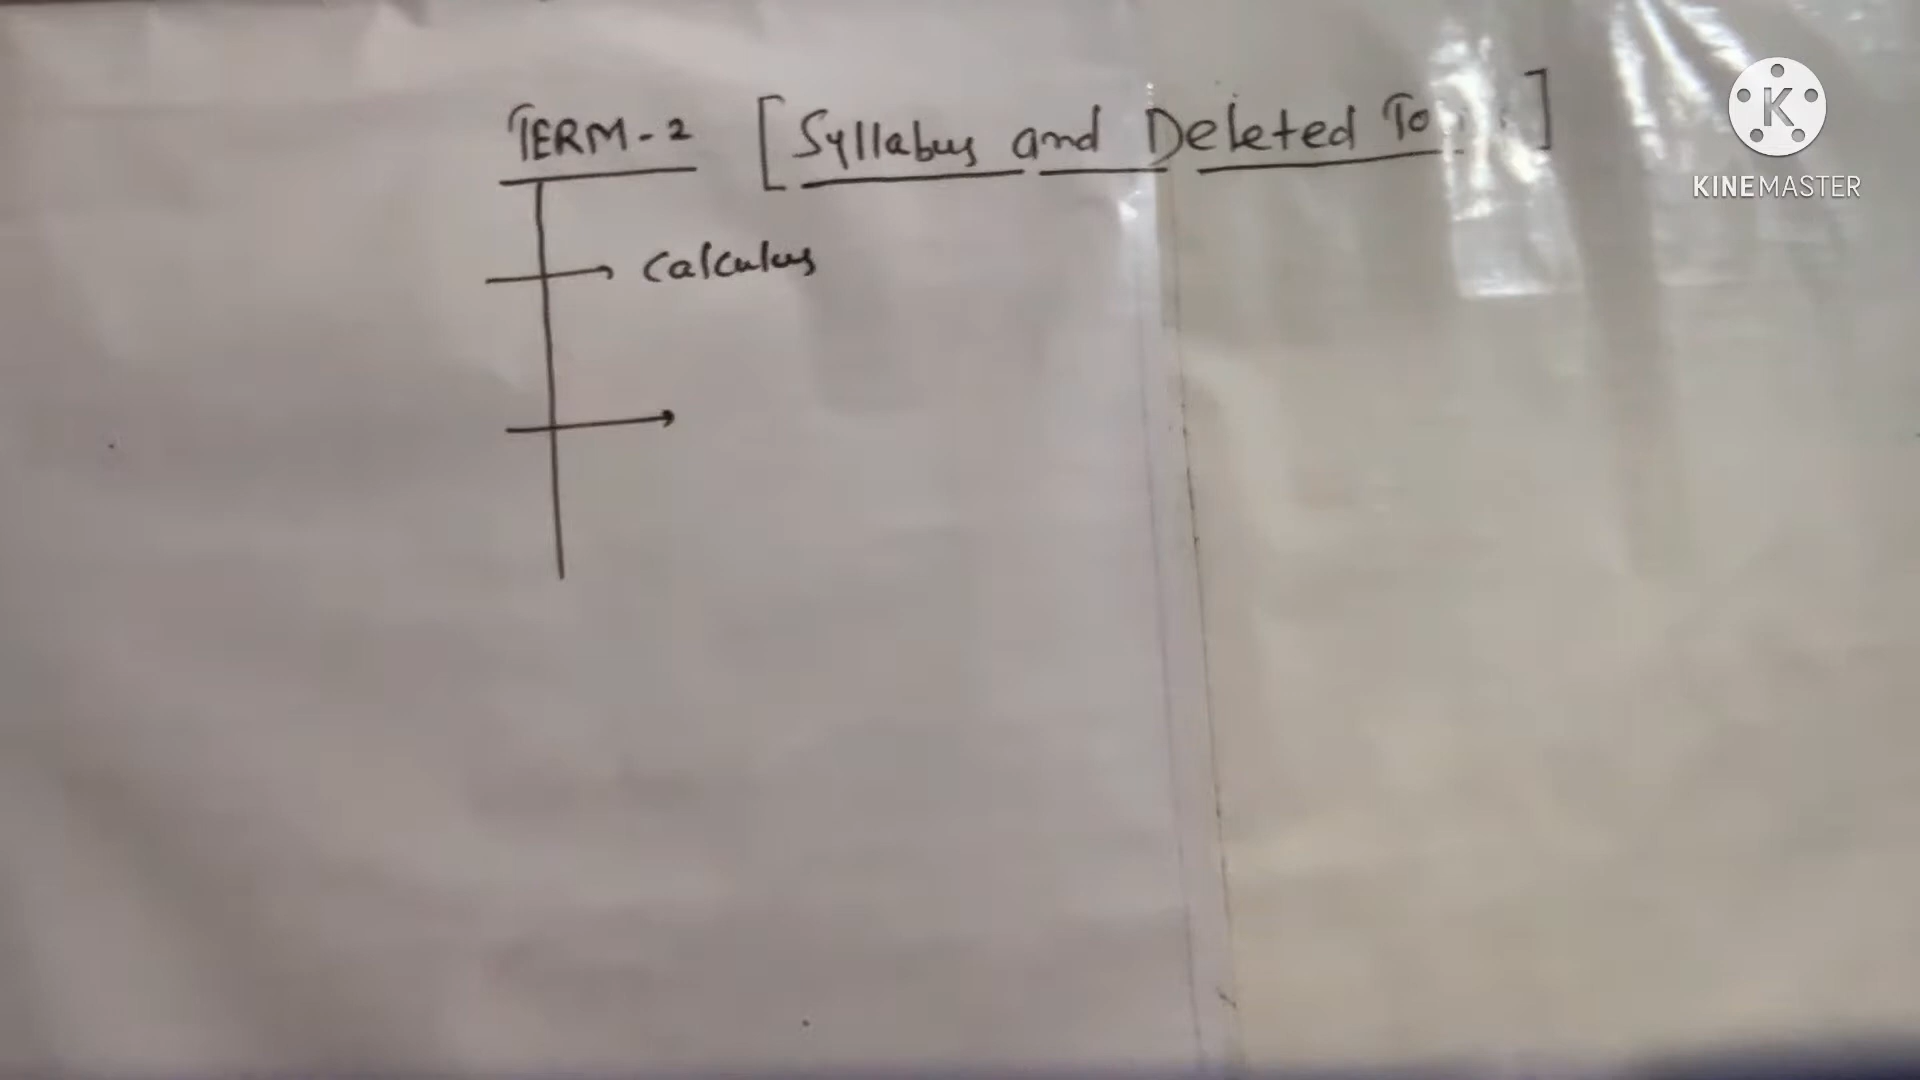 TERM-2 [Syllabus and Deleted To ]
Calculus
K
KINEMASTER